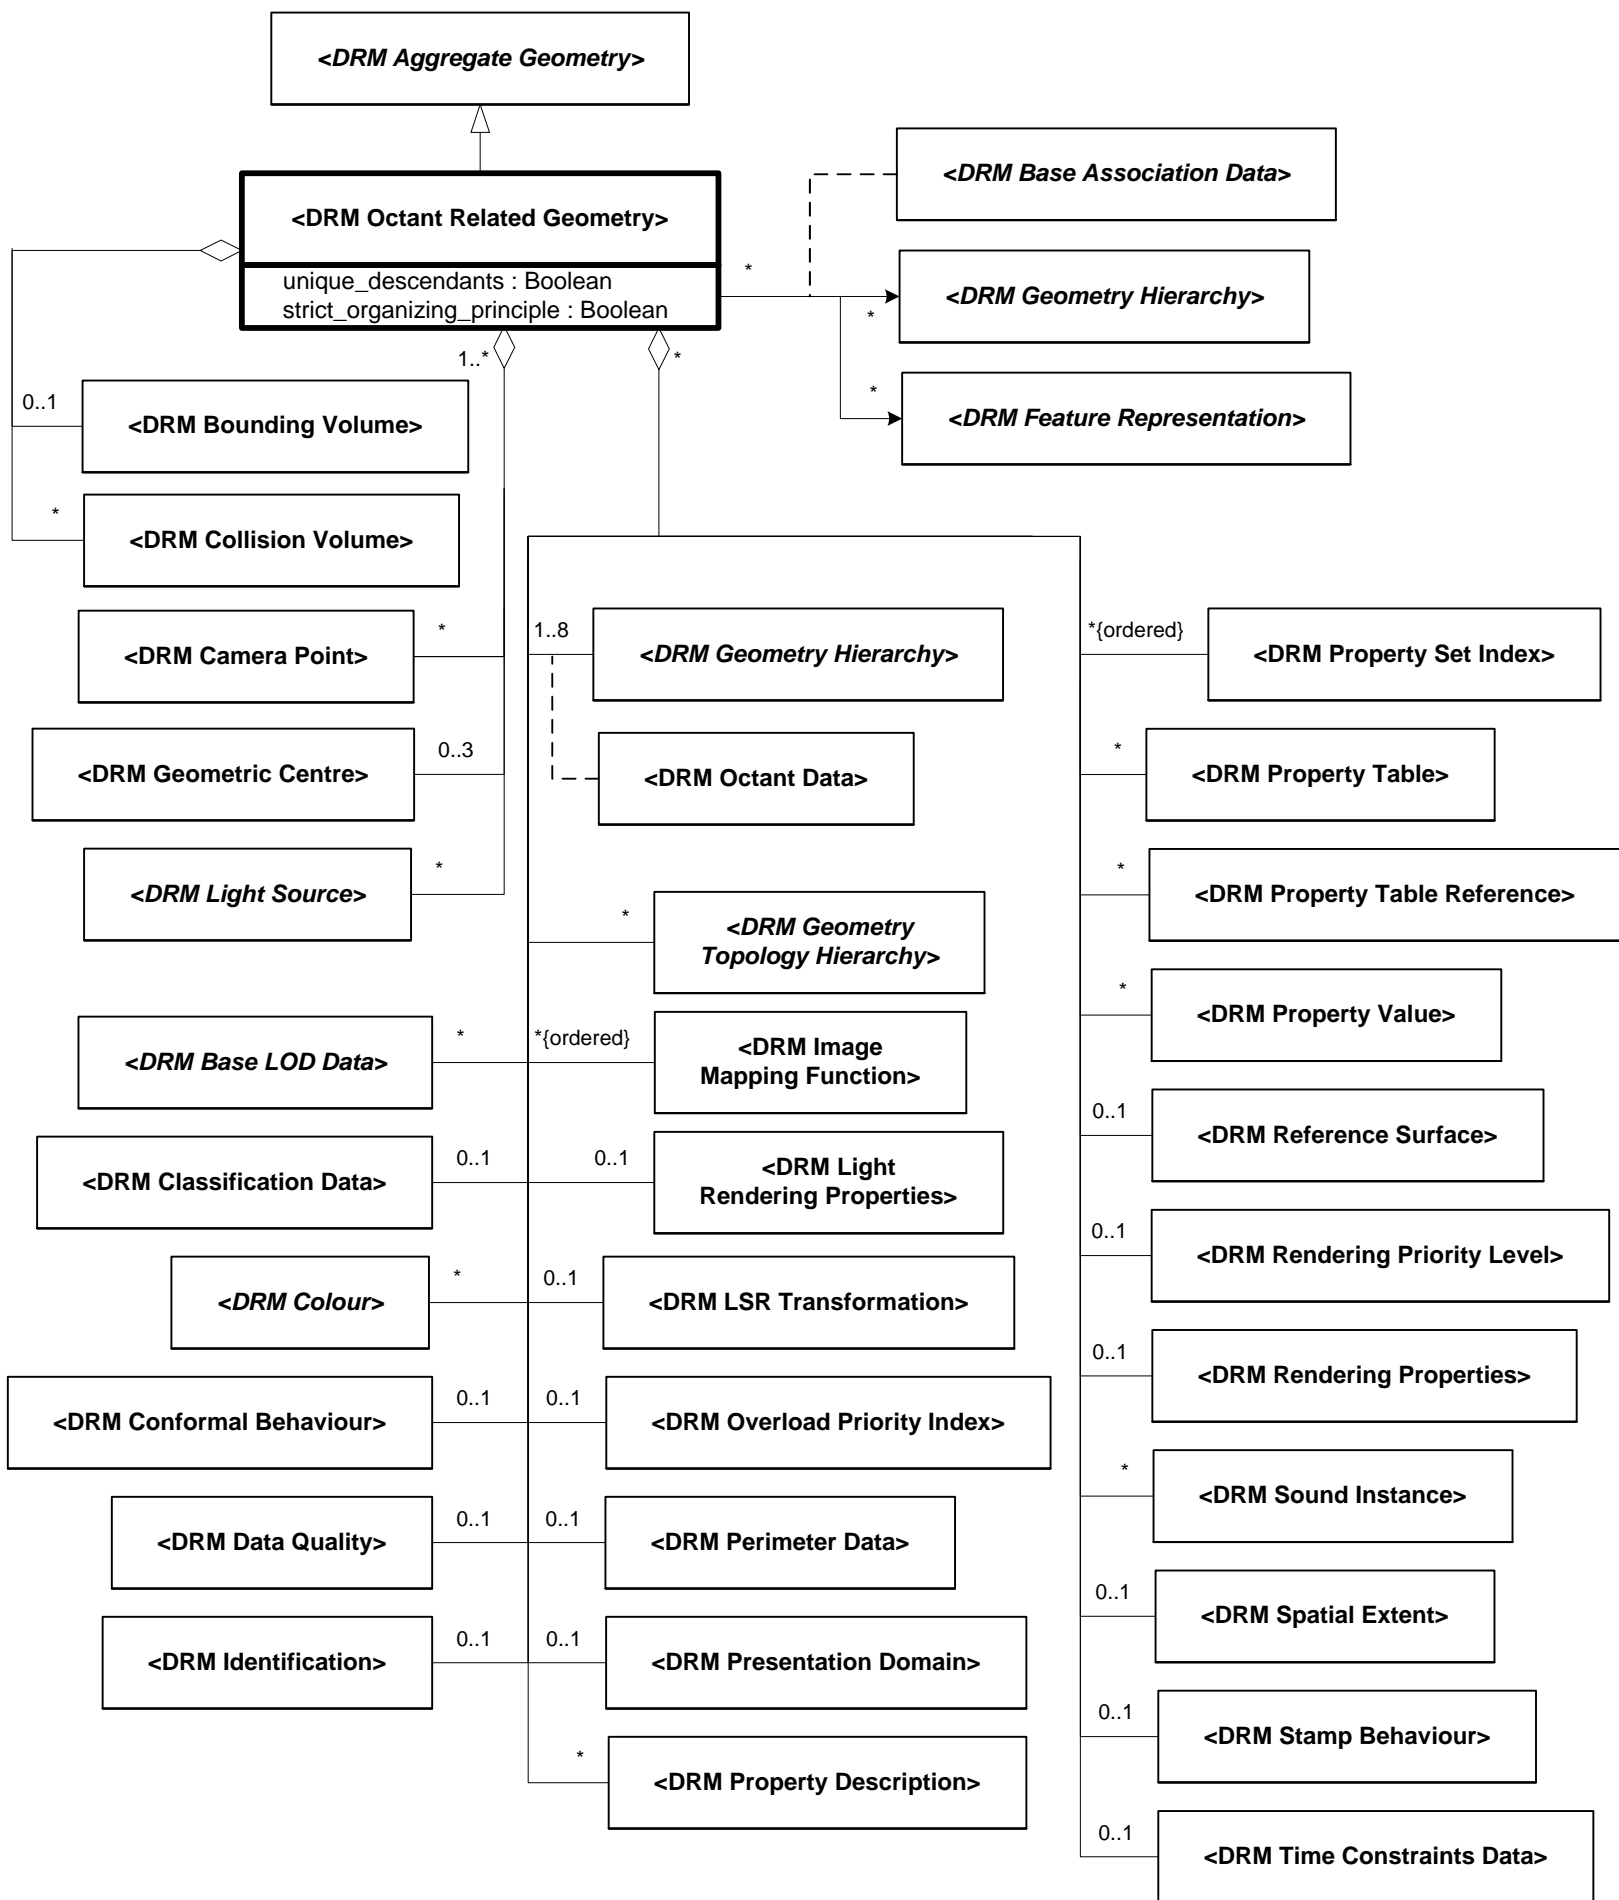 <DRM Aggregate Geometry>
<DRM Octant Related Geometry>
unique_descendants : Boolean
strict_organizing_principle : Boolean
<DRM Base Association Data>
*
<DRM Geometry Hierarchy>
*
*
<DRM Feature Representation>
1..*
*
0..1
<DRM Bounding Volume>
*
<DRM Collision Volume>
*
<DRM Camera Point>
0..3
<DRM Geometric Centre>
*
<DRM Light Source>
1..8
<DRM Geometry Hierarchy>
<DRM Octant Data>
*
<DRM Geometry
Topology Hierarchy>
*
<DRM Base LOD Data>
*{ordered}
<DRM Image
Mapping Function>
0..1
<DRM Classification Data>
0..1
<DRM Light
Rendering Properties>
*
<DRM Colour>
0..1
<DRM LSR Transformation>
0..1
<DRM Conformal Behaviour>
0..1
<DRM Overload Priority Index>
0..1
<DRM Data Quality>
0..1
<DRM Perimeter Data>
0..1
<DRM Identification>
0..1
<DRM Presentation Domain>
*
<DRM Property Description>
*{ordered}
<DRM Property Set Index>
*
<DRM Property Table>
*
<DRM Property Table Reference>
*
<DRM Property Value>
0..1
<DRM Reference Surface>
0..1
<DRM Rendering Priority Level>
0..1
<DRM Rendering Properties>
*
<DRM Sound Instance>
0..1
<DRM Spatial Extent>
0..1
<DRM Stamp Behaviour>
0..1
<DRM Time Constraints Data>